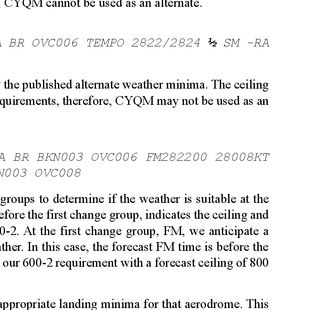 , CYQM cannot be used as an alternate.
BR OVC006 TEMPO 2822/2824 ½ SM -RA
the published alternate weather minima. The ceiling
quirements, therefore, CYQM may not be used as an
A BR BKN003 OVC006 FM282200 28008KT
N003 OVC008
groups to determine if the weather is suitable at the
efore the first change group, indicates the ceiling and
0-2. At the first change group, FM, we anticipate a
ther. In this case, the forecast FM time is before the
our 600-2 requirement with a forecast ceiling of 800
appropriate landing minima for that aerodrome. This